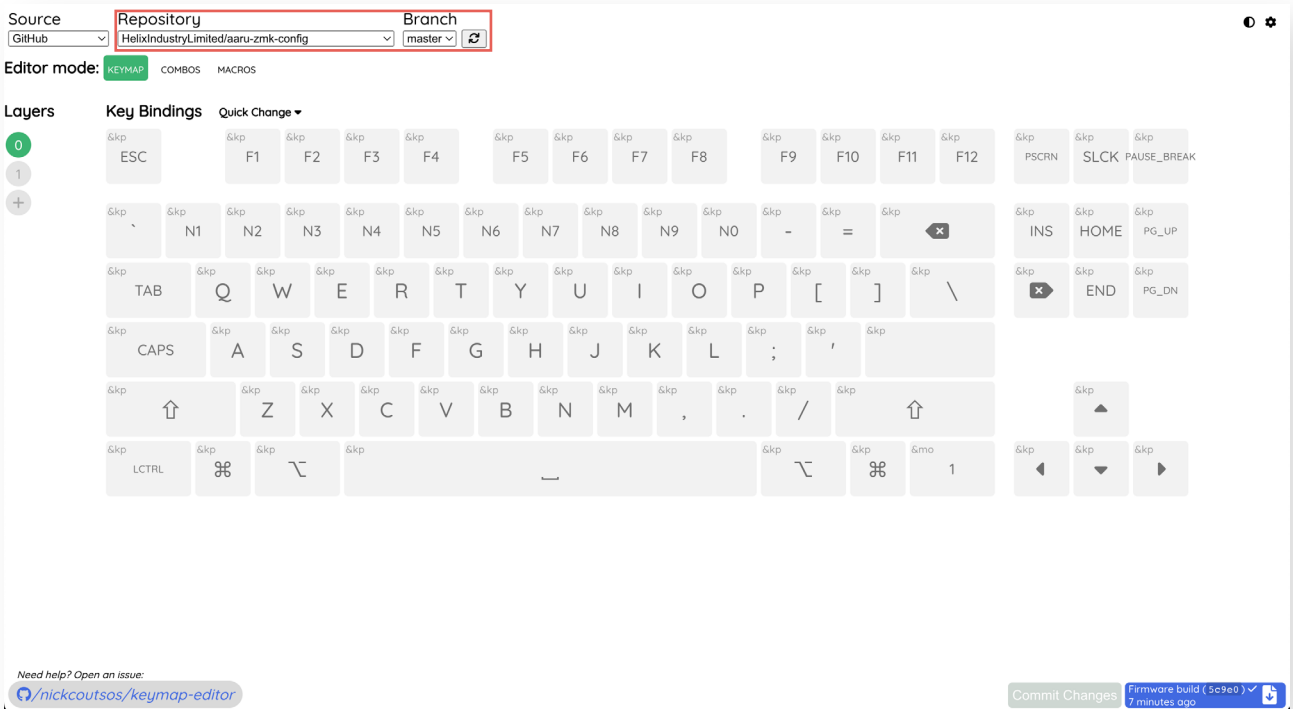 Source Repository Branch
GitHub HelixIndustryLimited/aaru-zmk-config master
Editor mode: KEYMAP COMBOS MACROS
Layers Key Bindings Quick Change
0
1
+
&kp &kp &kp &kp &kp &kp &kp &kp &kp &kp &kp &kp &kp &kp &kp &kp
ESC F1 F2 F3 F4 F5 F6 F7 F8 F9 F10 F11 F12 PSCRN SLCK PAUSE_BREAK
&kp &kp &kp &kp &kp &kp &kp &kp &kp &kp &kp &kp &kp &kp &kp &kp &kp
` N1 N2 N3 N4 N5 N6 N7 N8 N9 N0 - = INS HOME PG_UP
&kp &kp &kp &kp &kp &kp &kp &kp &kp &kp &kp &kp &kp &kp &kp &kp &kp
TAB Q W E R T Y U I O P [ ] \ END PG_DN
&kp &kp &kp &kp &kp &kp &kp &kp &kp &kp &kp &kp &kp
CAPS A S D F G H J K L ; '
&kp &kp &kp &kp &kp &kp &kp &kp &kp &kp &kp &kp &kp
⇧ Z X C V B N M , . / ⇧
&kp &kp &kp &kp &kp &kp &mo &kp &kp &kp
LCTRL ⌘ ⌥ ⌥ ⌘ 1
Need help? Open an issue:
/nickcoutsos/keymap-editor
Commit Changes
Firmware build (5c9e0)
7 minutes ago